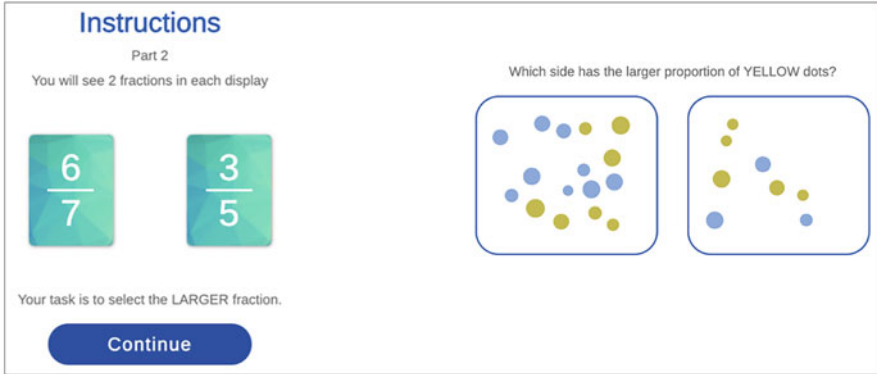 Instructions
Part 2
You will see 2 fractions in each display
6
7
3
5
Your task is to select the LARGER fraction.
Continue
Which side has the larger proportion of YELLOW dots?